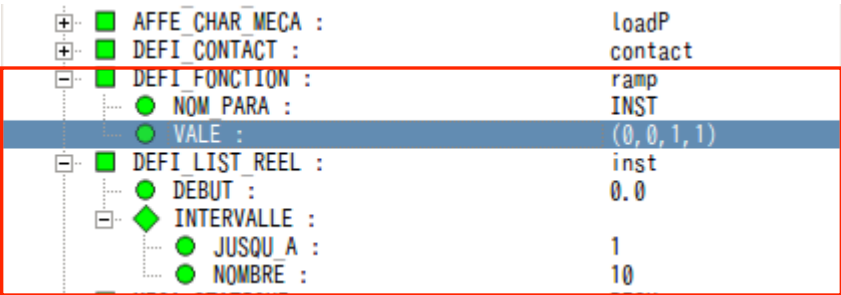 AFFE_CHAR_MECA : loadP
DEFI_CONTACT : contact
DEFI_FONCTION : ramp
NOM_PARA : INST
VALE : (0,0,1,1)
DEFI_LIST_REEL : inst
DEBUT : 0.0
INTERVALLE :
JUSQU_A : 1
NOMBRE : 10